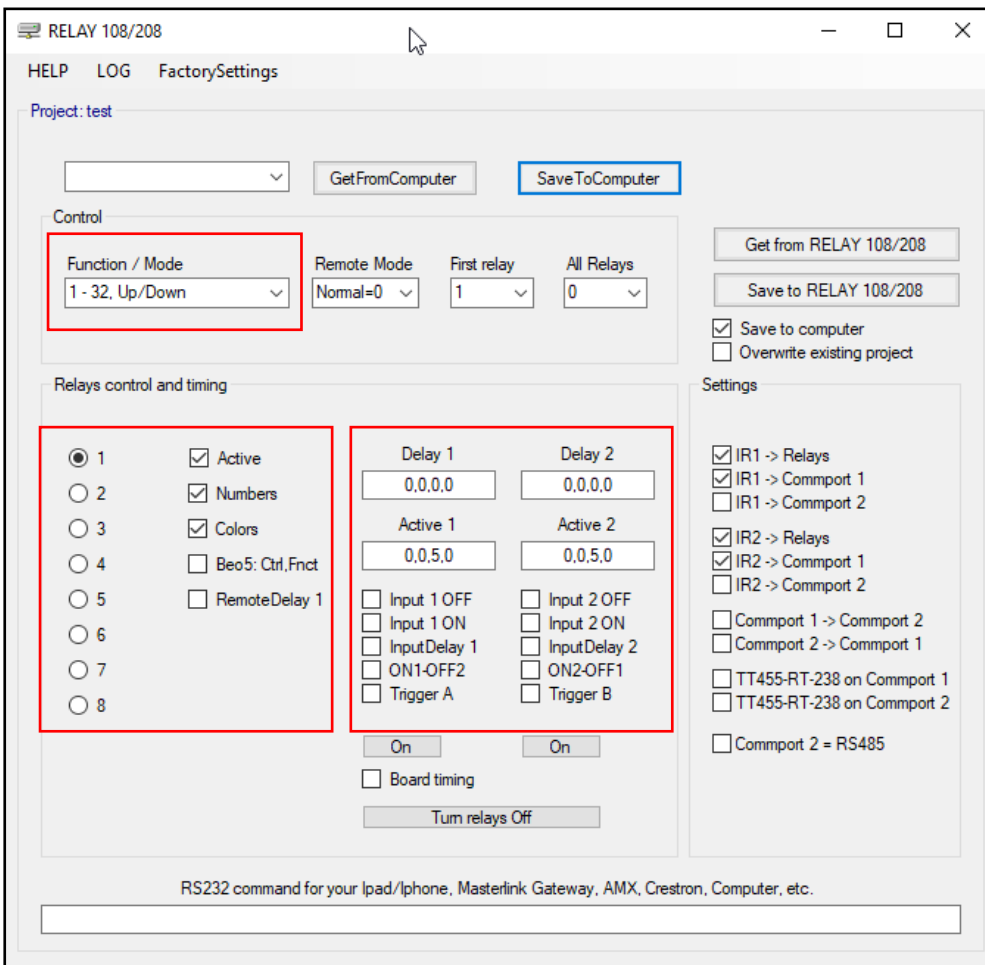 RELAY 108/208
HELP LOG FactorySettings
Project: test
GetFromComputer SaveToComputer
Control
Function / Mode Remote Mode First relay All Relays
1 - 32, Up/Down Normal=0 1 0
Get from RELAY 108/208
Save to RELAY 108/208
Save to computer
Overwrite existing project
Relays control and timing
1 Active
2 Numbers
3 Colors
4 Beo5: Ctrl,Fnct
5 RemoteDelay 1
6
7
8
Delay 1 Delay 2
0,0,0,0 0,0,0,0
Active 1 Active 2
0,0,5,0 0,0,5,0
Input 1 OFF Input 2 OFF
Input 1 ON Input 2 ON
InputDelay 1 InputDelay 2
ON1-OFF2 ON2-OFF1
Trigger A Trigger B
On On
Board timing
Turn relays Off
Settings
IR1 -> Relays
IR1 -> Commport 1
IR1 -> Commport 2
IR2 -> Relays
IR2 -> Commport 1
IR2 -> Commport 2
Commport 1 -> Commport 2
Commport 2 -> Commport 1
TT455-RT-238 on Commport 1
TT455-RT-238 on Commport 2
Commport 2 = RS485
RS232 command for your Ipad/Iphone, Masterlink Gateway, AMX, Crestron, Computer, etc.